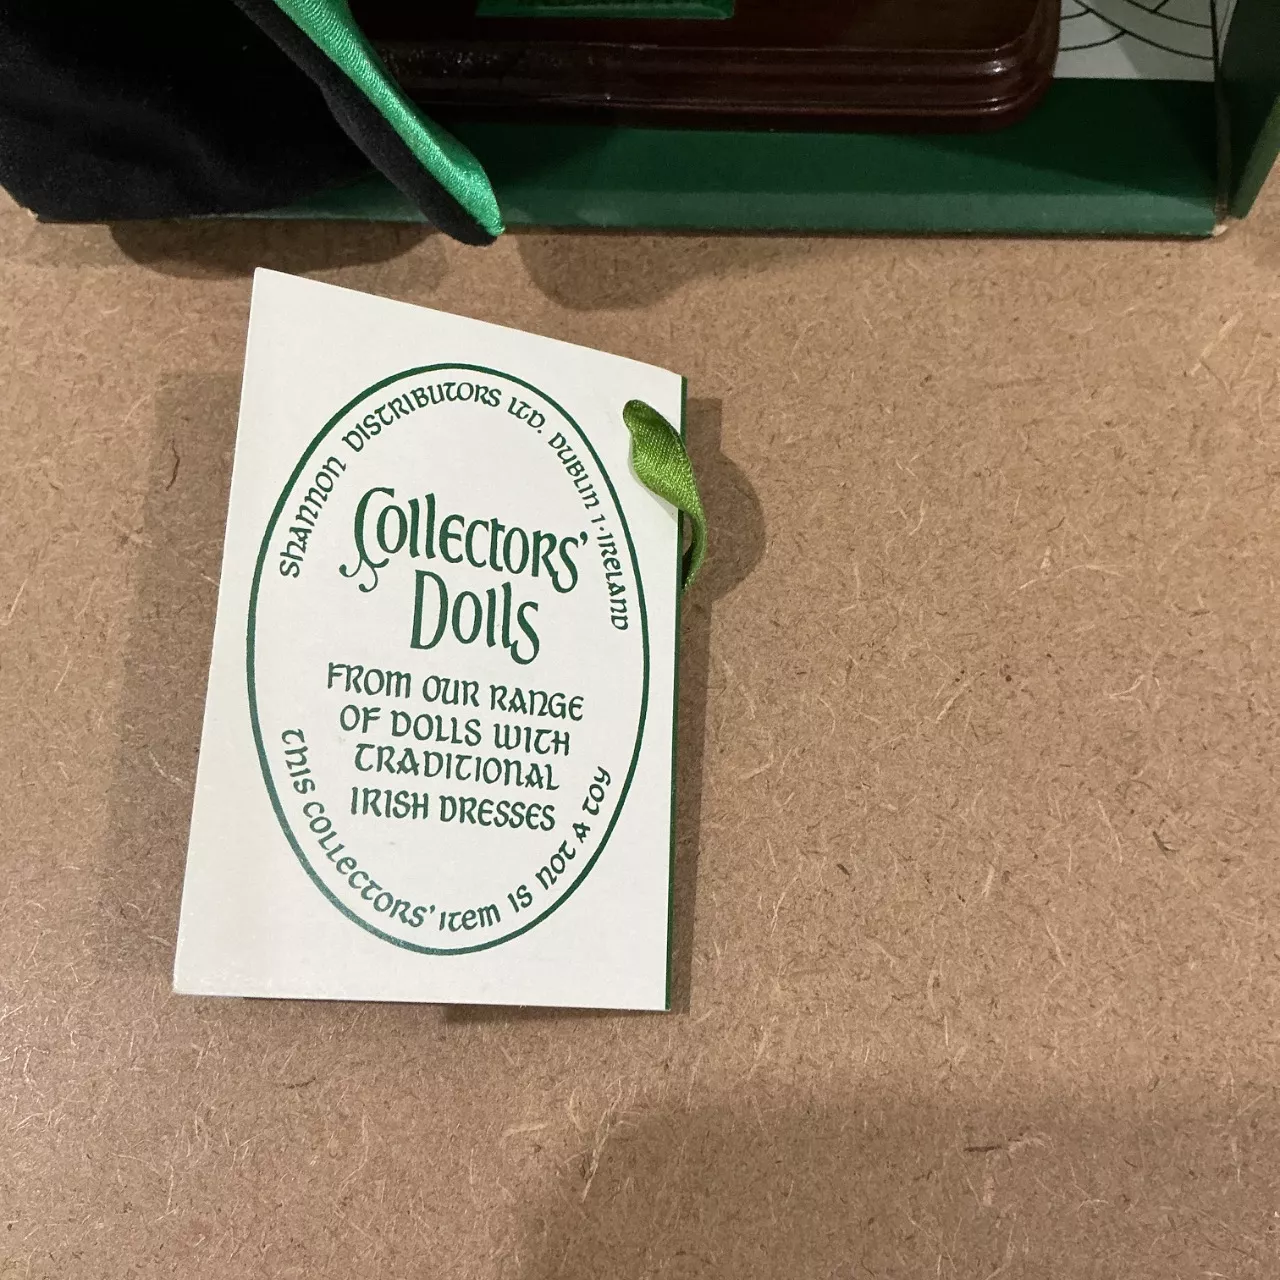 SHANNON DISTRIBUTORS LTD. DUBLIN 1·IRELAND
Collectors'
Dolls
FROM OUR RANGE
OF DOLLS WITH
TRADITIONAL
IRISH DRESSES
THIS COLLECTORS' ITEM IS NOT A TOY